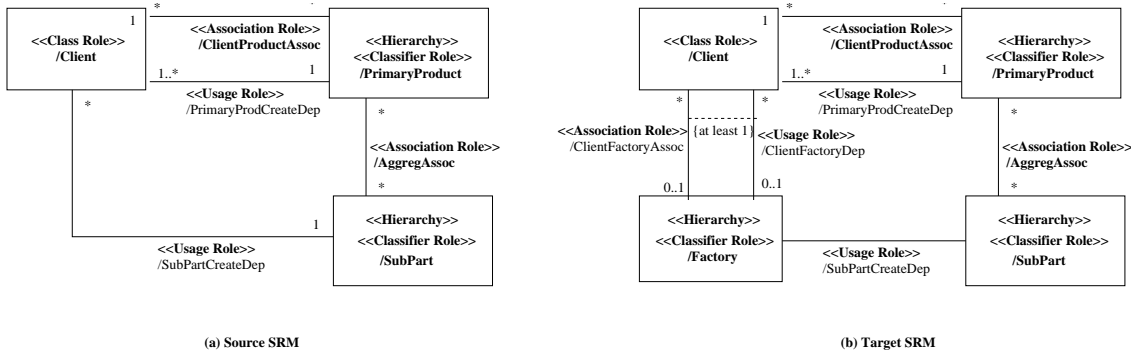 1
*
<<Class Role>>
/Client
<<Association Role>>
/ClientProductAssoc
<<Hierarchy>>
<<Classifier Role>>
/PrimaryProduct
1..*
1
<<Usage Role>>
/PrimaryProdCreateDep
*
*
<<Association Role>>
/AggregAssoc
*
1
<<Hierarchy>>
<<Classifier Role>>
/SubPart
<<Usage Role>>
/SubPartCreateDep
(a) Source SRM
1
*
<<Class Role>>
/Client
<<Association Role>>
/ClientProductAssoc
<<Hierarchy>>
<<Classifier Role>>
/PrimaryProduct
1..*
1
<<Usage Role>>
/PrimaryProdCreateDep
*
*
*
<<Association Role>>
/ClientFactoryAssoc
{at least 1}
<<Usage Role>>
/ClientFactoryDep
<<Association Role>>
/AggregAssoc
0..1
0..1
*
<<Hierarchy>>
<<Classifier Role>>
/Factory
<<Usage Role>>
/SubPartCreateDep
<<Hierarchy>>
<<Classifier Role>>
/SubPart
(b) Target SRM